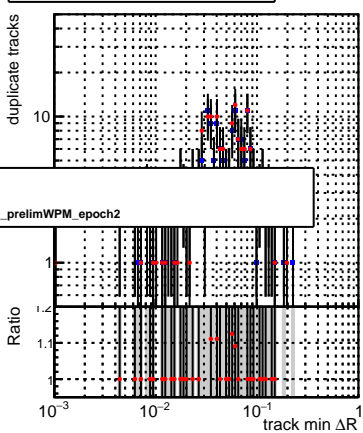 duplicate tracks
10
_prelimWPM_epoch2
1
Ratio
1.2
1.1
1
10−3
10−2
10−1
1
track min ΔR